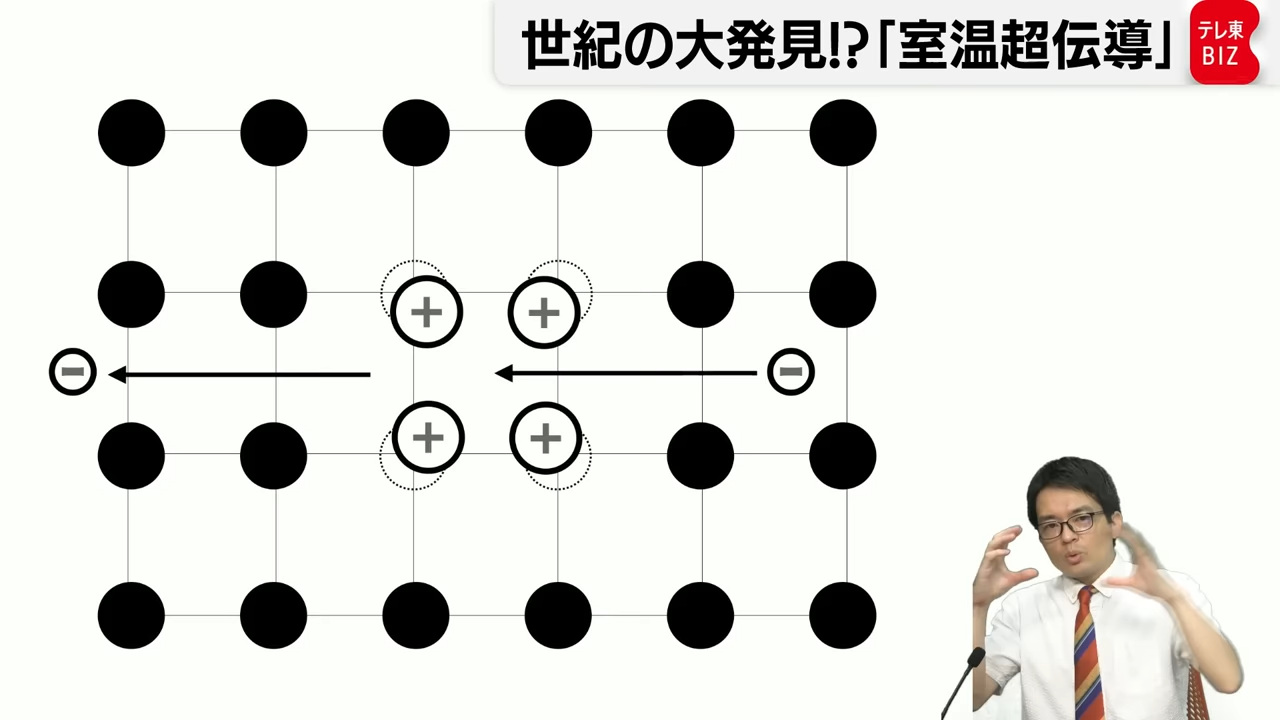 世紀の大発見!?「室温超伝導」
テレ東
BIZ
+ +
- -
+ +